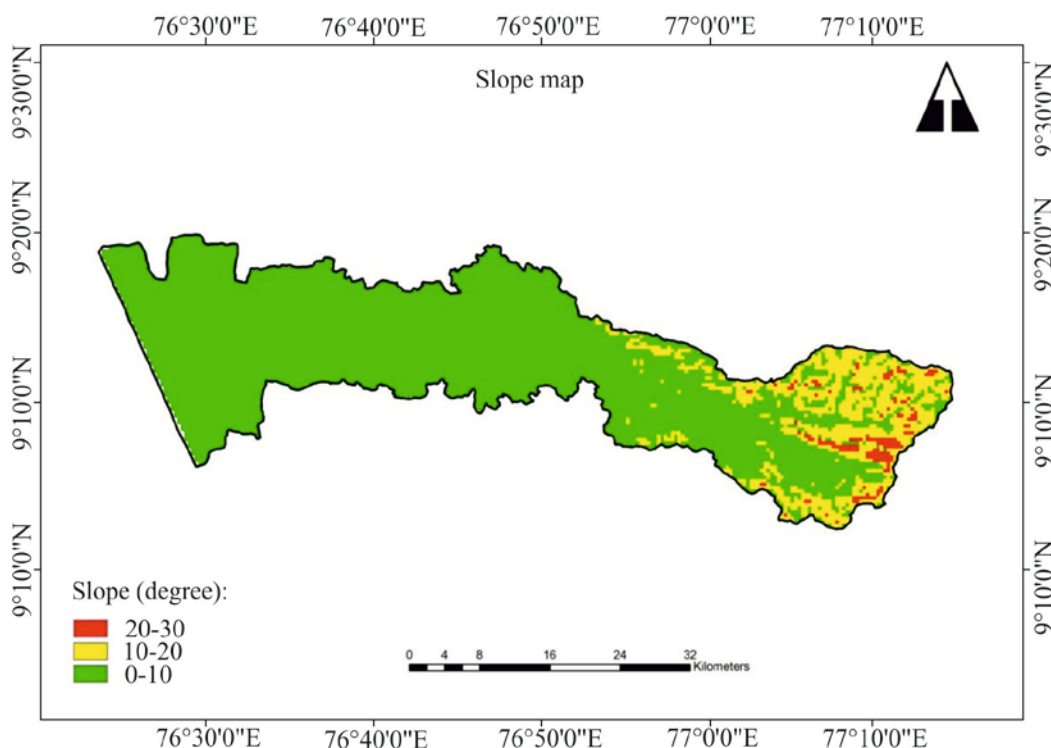 76°30'0"E 76°40'0"E 76°50'0"E 77°0'0"E 77°10'0"E
Slope map
9°30'0"N
9°30'0"N
9°20'0"N
9°20'0"N
9°10'0"N
9°10'0"N
9°10'0"N
9°10'0"N
Slope (degree):
20-30
10-20
0-10
0 4 8 16 24 32
Kilometers
76°30'0"E 76°40'0"E 76°50'0"E 77°0'0"E 77°10'0"E